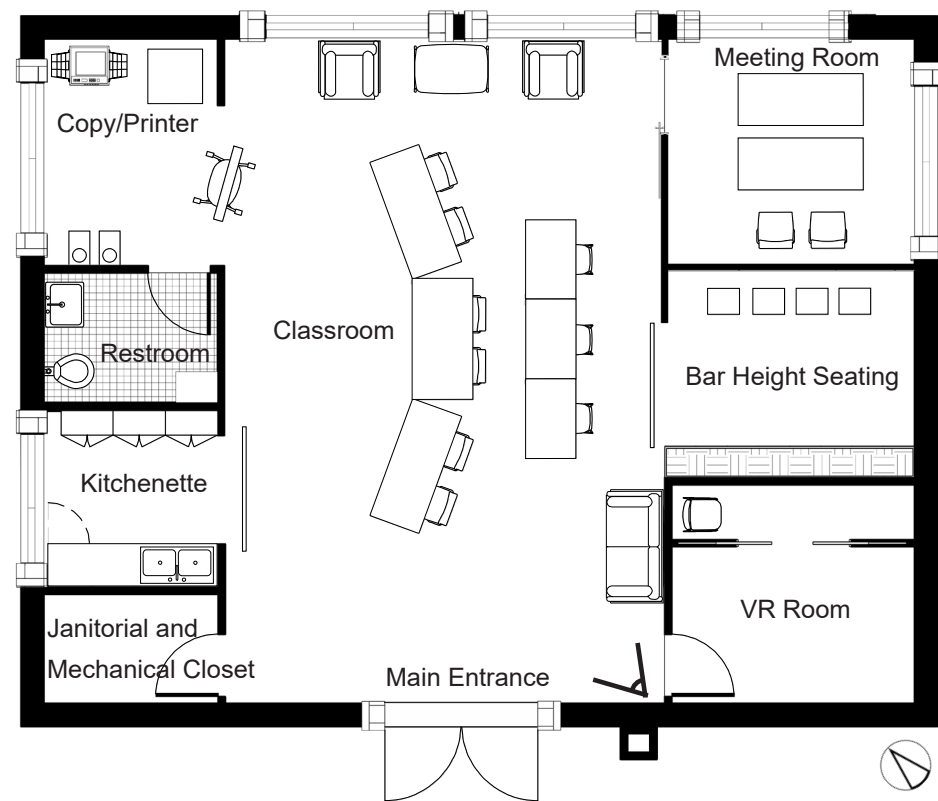 Meeting Room
Copy/Printer
Classroom
Restroom
Bar Height Seating
Kitchenette
VR Room
Janitorial and
Mechanical Closet
Main Entrance